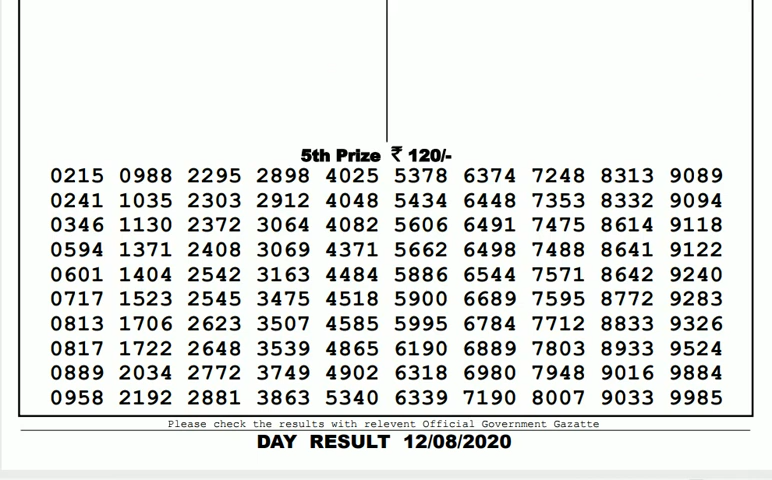 5th Prize ₹ 120/-
0215 0988 2295 2898 4025 5378 6374 7248 8313 9089
0241 1035 2303 2912 4048 5434 6448 7353 8332 9094
0346 1130 2372 3064 4082 5606 6491 7475 8614 9118
0594 1371 2408 3069 4371 5662 6498 7488 8641 9122
0601 1404 2542 3163 4484 5886 6544 7571 8642 9240
0717 1523 2545 3475 4518 5900 6689 7595 8772 9283
0813 1706 2623 3507 4585 5995 6784 7712 8833 9326
0817 1722 2648 3539 4865 6190 6889 7803 8933 9524
0889 2034 2772 3749 4902 6318 6980 7948 9016 9884
0958 2192 2881 3863 5340 6339 7190 8007 9033 9985
Please check the results with relevent Official Government Gazatte
DAY RESULT 12/08/2020